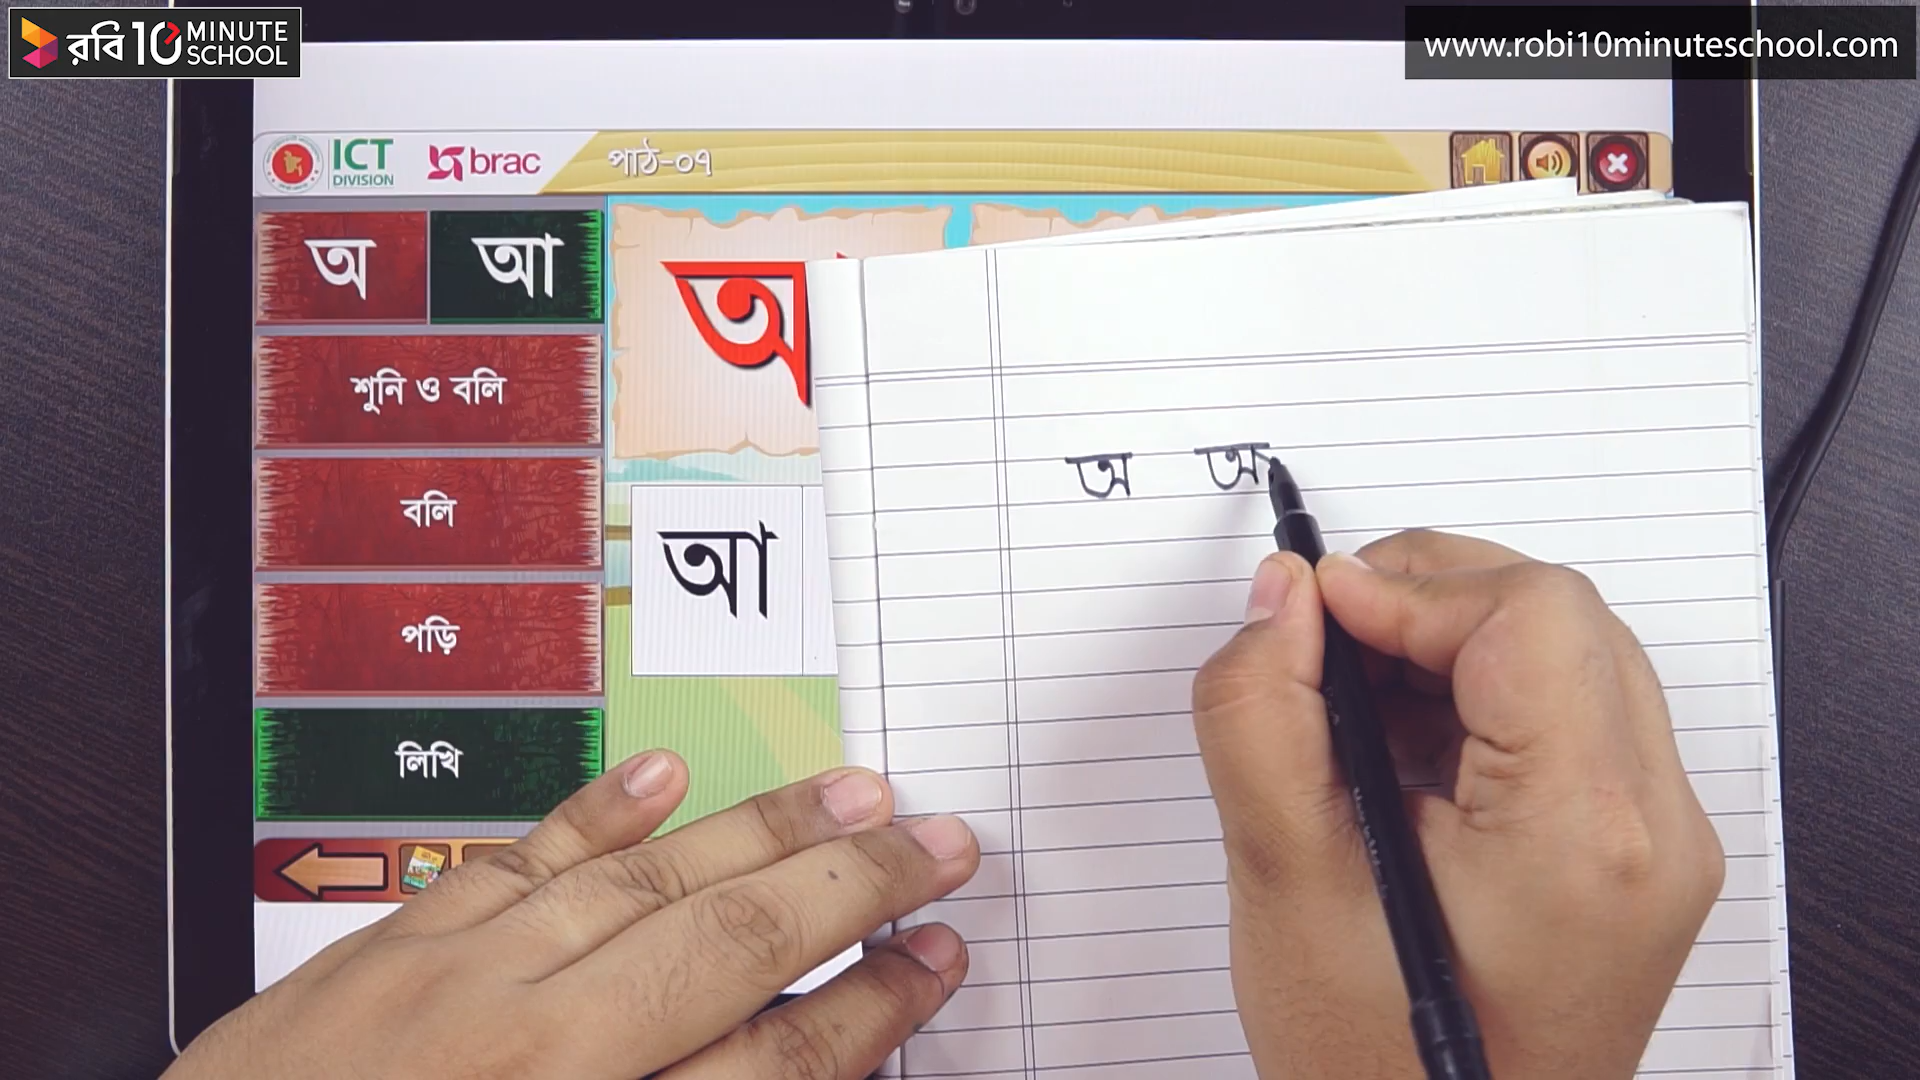 রবি 10 MINUTE SCHOOL
www.robi10minuteschool.com
ICT DIVISION
brac
পাঠ-০৭
অ আ
শুনি ও বলি
বলি
পড়ি
লিখি
অ
আ
অ অ